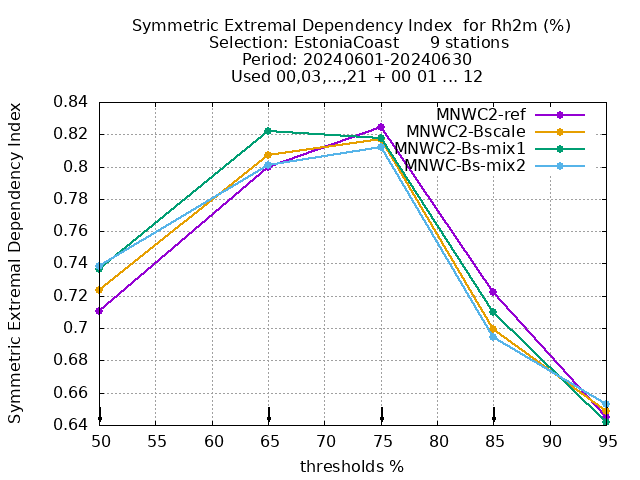 Symmetric Extremal Dependency Index  for Rh2m (%)
Selection: EstoniaCoast      9 stations
Period: 20240601-20240630
Used 00,03,...,21 + 00 01 ... 12
Symmetric Extremal Dependency Index
0.84
0.82
0.8
0.78
0.76
0.74
0.72
0.7
0.68
0.66
0.64
MNWC2-ref
MNWC2-Bscale
MNWC2-Bs-mix1
MNWC-Bs-mix2
50 55 60 65 70 75 80 85 90 95
thresholds %